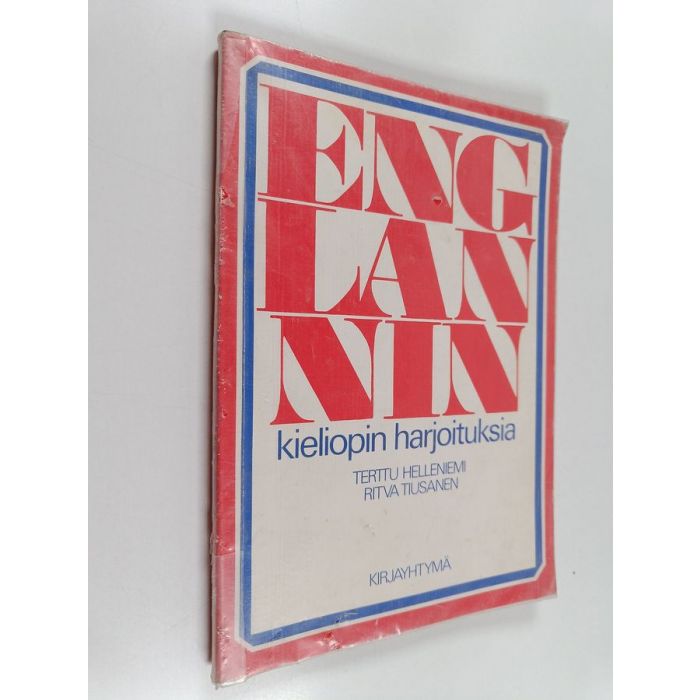 ENG
LAN
NIN
kieliopin harjoituksia
TERTTU HELLENIEMI
RITVA TIUSANEN
KIRJAYHTYMÄ